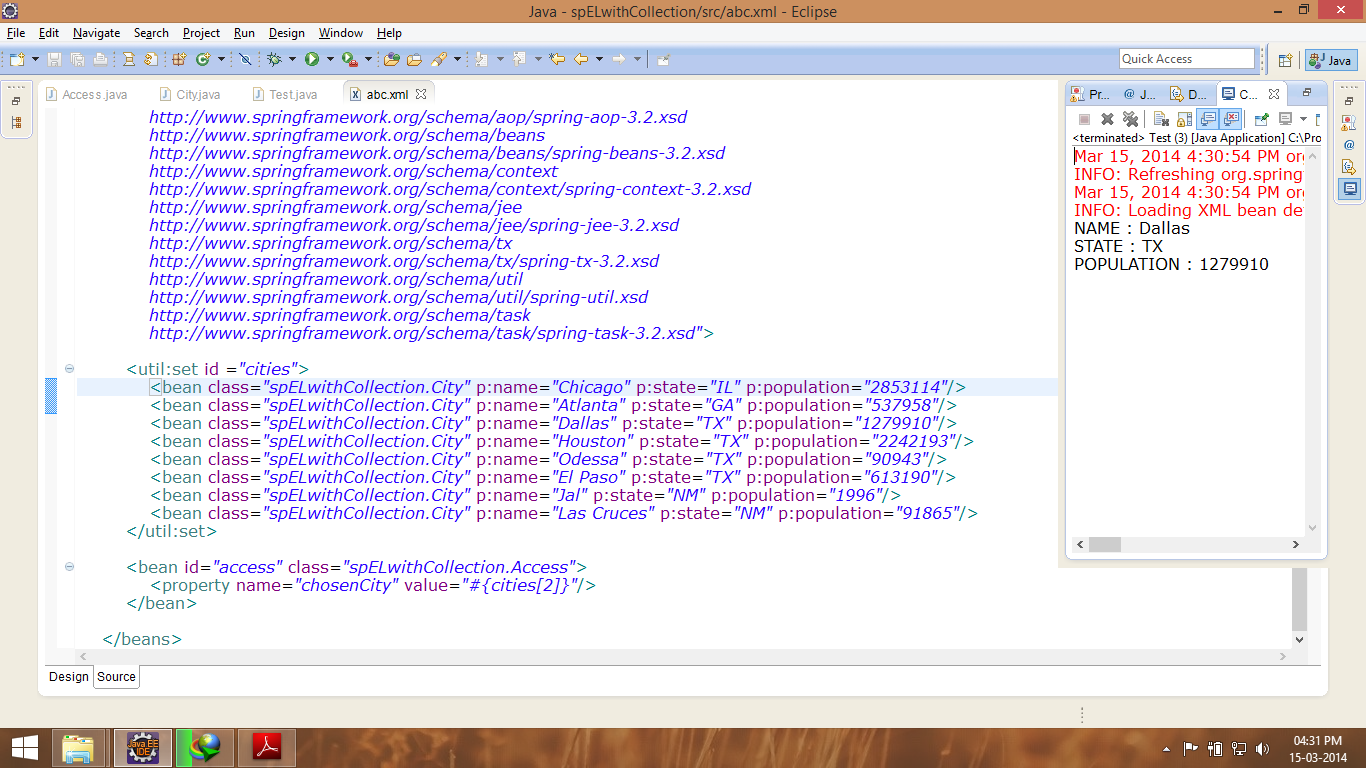 Java - spELwithCollection/src/abc.xml - Eclipse
File Edit Navigate Search Project Run Design Window Help
Quick Access
Java
Access.java City.java Test.java abc.xml
http://www.springframework.org/schema/aop/spring-aop-3.2.xsd
http://www.springframework.org/schema/beans
http://www.springframework.org/schema/beans/spring-beans-3.2.xsd
http://www.springframework.org/schema/context
http://www.springframework.org/schema/context/spring-context-3.2.xsd
http://www.springframework.org/schema/jee
http://www.springframework.org/schema/jee/spring-jee-3.2.xsd
http://www.springframework.org/schema/tx
http://www.springframework.org/schema/tx/spring-tx-3.2.xsd
http://www.springframework.org/schema/util
http://www.springframework.org/schema/util/spring-util.xsd
http://www.springframework.org/schema/task
http://www.springframework.org/schema/task/spring-task-3.2.xsd">
<util:set id ="cities">
<bean class="spELwithCollection.City" p:name="Chicago" p:state="IL" p:population="2853114"/>
<bean class="spELwithCollection.City" p:name="Atlanta" p:state="GA" p:population="537958"/>
<bean class="spELwithCollection.City" p:name="Dallas" p:state="TX" p:population="1279910"/>
<bean class="spELwithCollection.City" p:name="Houston" p:state="TX" p:population="2242193"/>
<bean class="spELwithCollection.City" p:name="Odessa" p:state="TX" p:population="90943"/>
<bean class="spELwithCollection.City" p:name="El Paso" p:state="TX" p:population="613190"/>
<bean class="spELwithCollection.City" p:name="Jal" p:state="NM" p:population="1996"/>
<bean class="spELwithCollection.City" p:name="Las Cruces" p:state="NM" p:population="91865"/>
</util:set>
<bean id="access" class="spELwithCollection.Access">
<property name="chosenCity" value="#{cities[2]}"/>
</bean>
</beans>
Design Source
Pr... J... D... C...
<terminated> Test (3) [Java Application] C:\Pro
Mar 15, 2014 4:30:54 PM org
INFO: Refreshing org.spring
Mar 15, 2014 4:30:54 PM org
INFO: Loading XML bean de
NAME : Dallas
STATE : TX
POPULATION : 1279910
Java EE
IDE
04:31 PM
15-03-2014